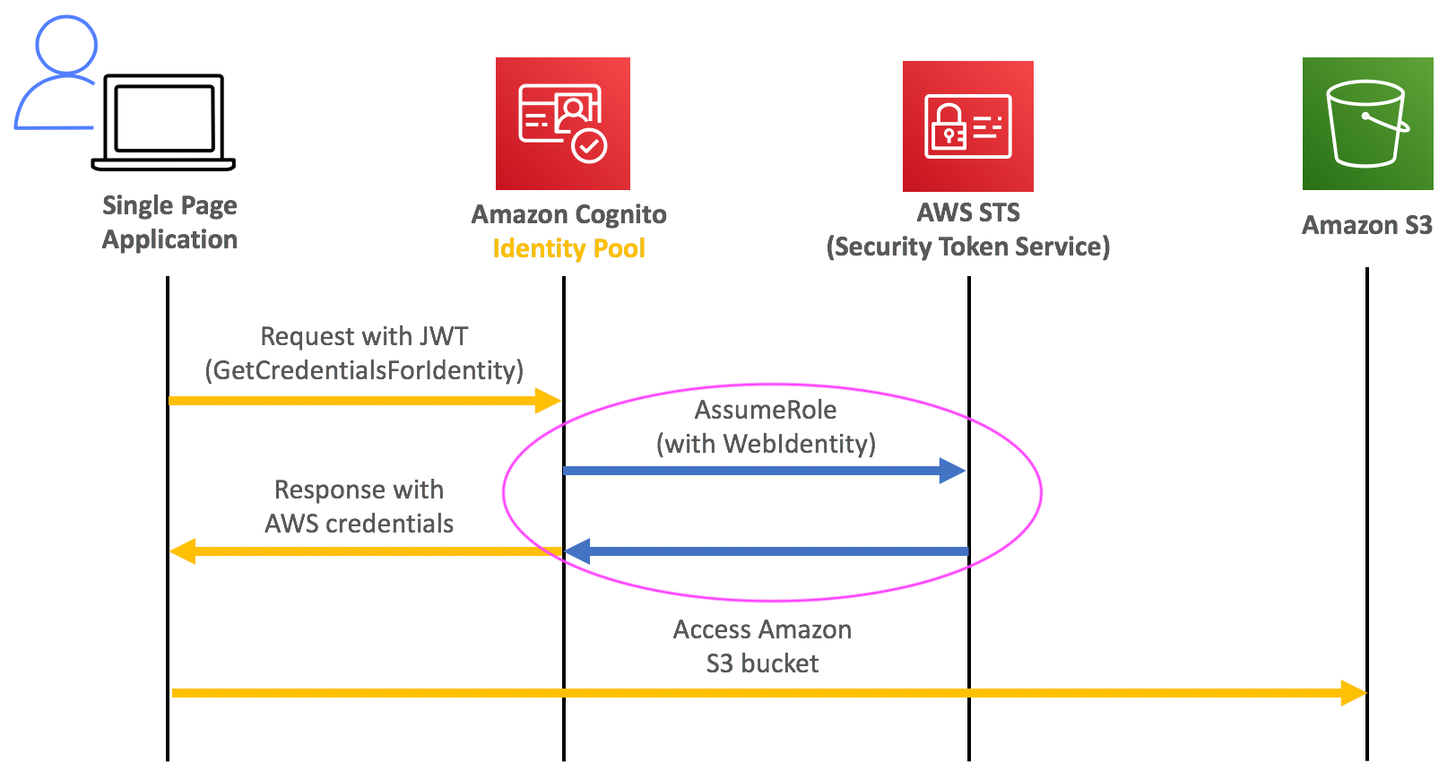 Single Page
Application
Amazon Cognito
Identity Pool
AWS STS
(Security Token Service)
Amazon S3
Request with JWT
(GetCredentialsForIdentity)
AssumeRole
(with WebIdentity)
Response with
AWS credentials
Access Amazon
S3 bucket